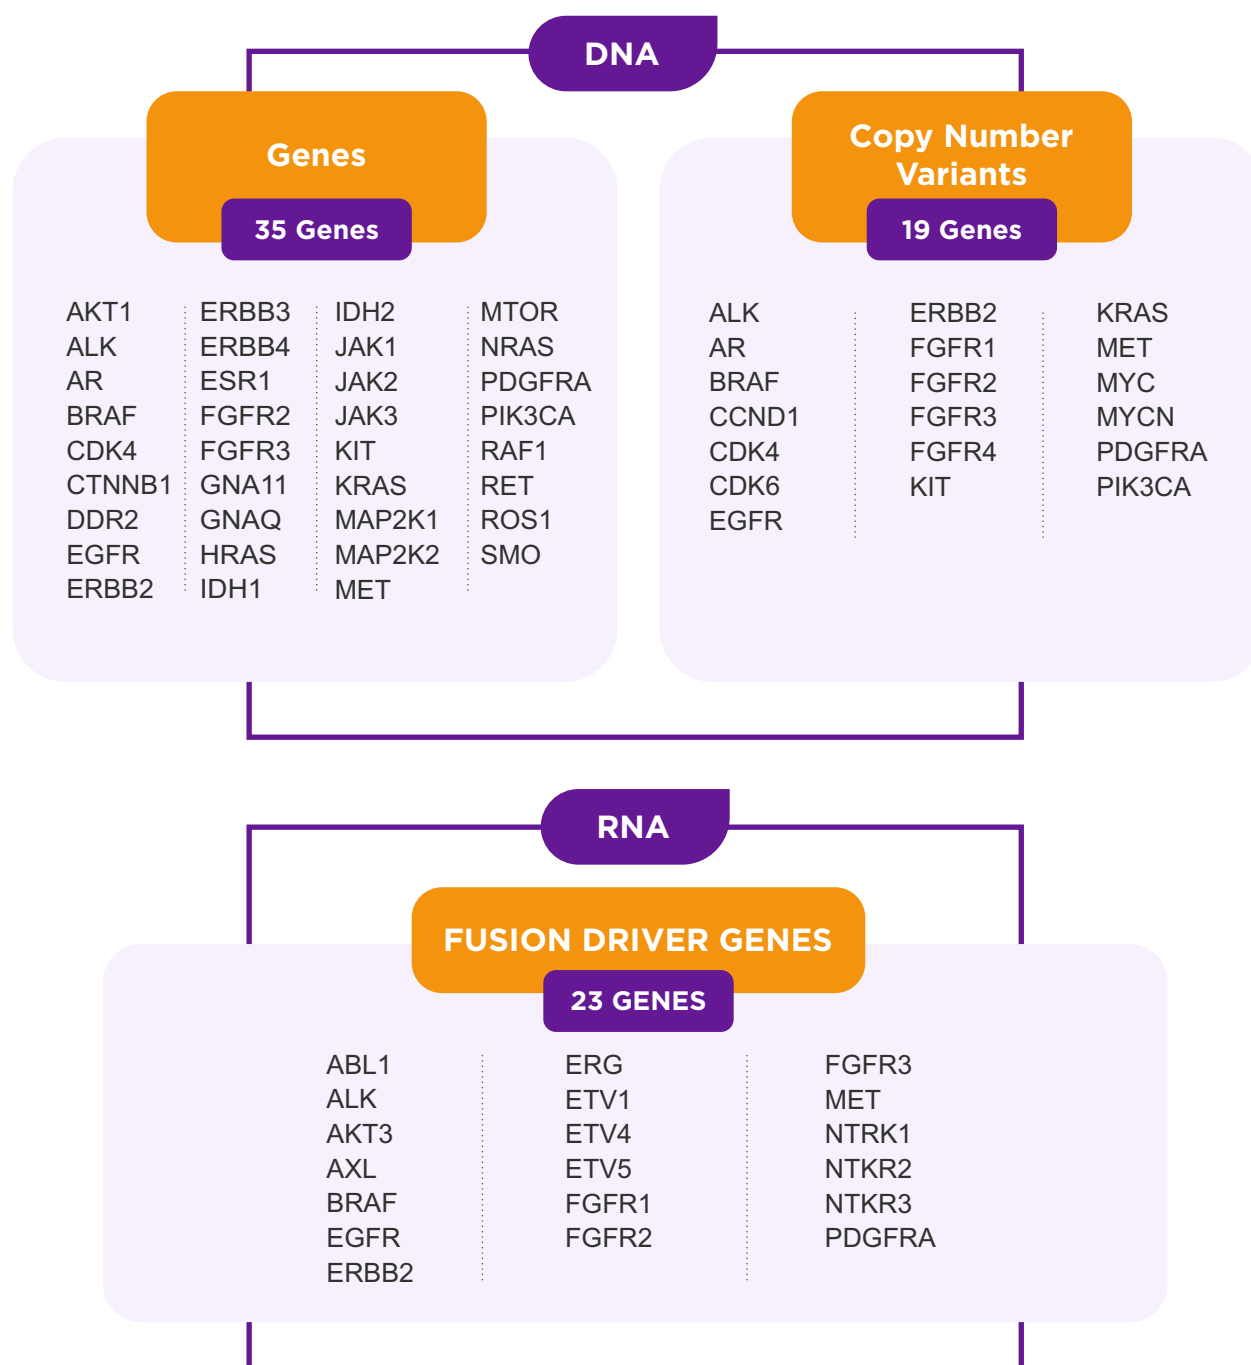 DNA
Genes
35 Genes
AKT1
ALK
AR
BRAF
CDK4
CTNNB1
DDR2
EGFR
ERBB2
ERBB3
ERBB4
ESR1
FGFR2
FGFR3
GNA11
GNAQ
HRAS
IDH1
IDH2
JAK1
JAK2
JAK3
KIT
KRAS
MAP2K1
MAP2K2
MET
MTOR
NRAS
PDGFRA
PIK3CA
RAF1
RET
ROS1
SMO
Copy Number
Variants
19 Genes
ALK
AR
BRAF
CCND1
CDK4
CDK6
EGFR
ERBB2
FGFR1
FGFR2
FGFR3
FGFR4
KIT
KRAS
MET
MYC
MYCN
PDGFRA
PIK3CA
RNA
FUSION DRIVER GENES
23 GENES
ABL1
ALK
AKT3
AXL
BRAF
EGFR
ERBB2
ERG
ETV1
ETV4
ETV5
FGFR1
FGFR2
FGFR3
MET
NTRK1
NTKR2
NTKR3
PDGFRA